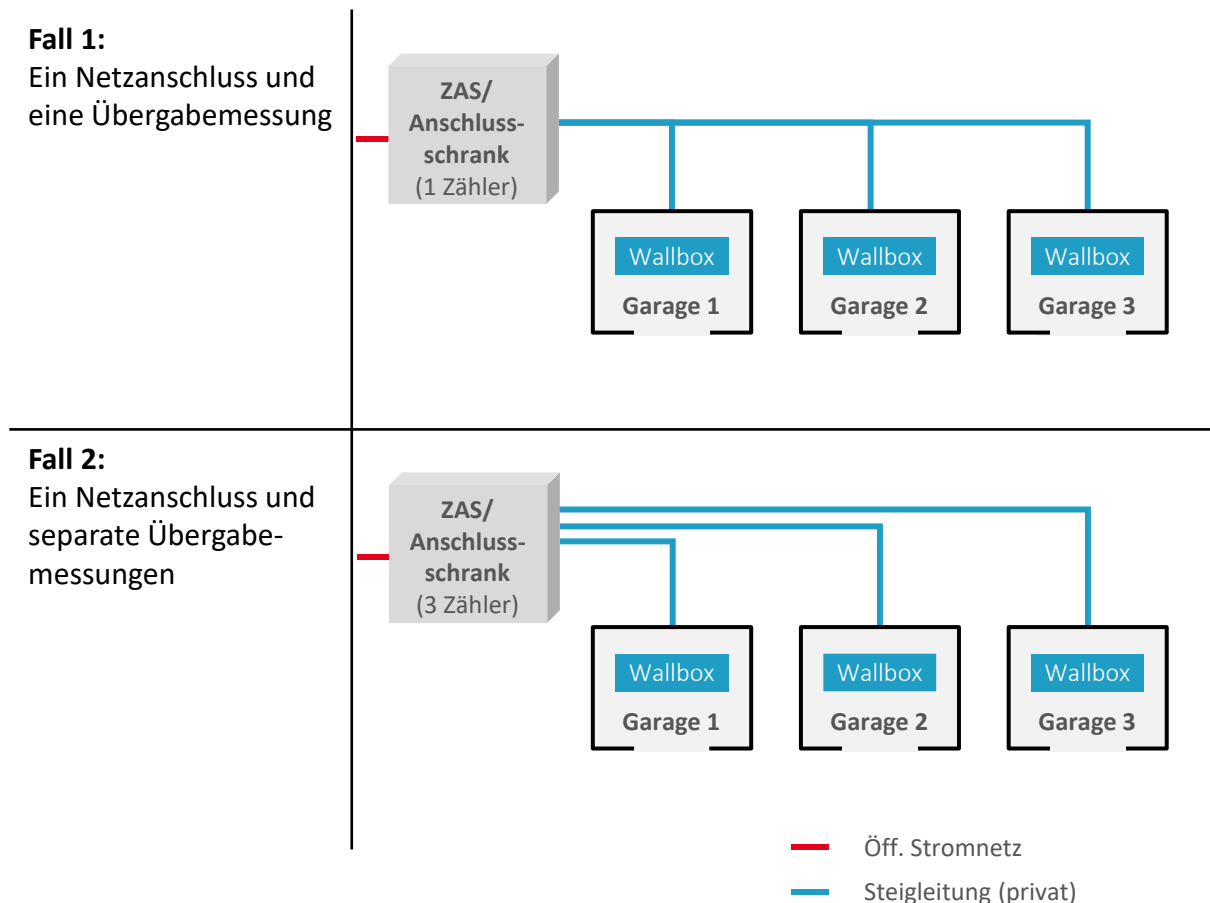 Fall 1:
Ein Netzanschluss und
eine Übergabemessung
ZAS/
Anschluss-
schrank
(1 Zähler)
Wallbox
Garage 1
Wallbox
Garage 2
Wallbox
Garage 3
Fall 2:
Ein Netzanschluss und
separate Übergabe-
messungen
ZAS/
Anschluss-
schrank
(3 Zähler)
Wallbox
Garage 1
Wallbox
Garage 2
Wallbox
Garage 3
Öff. Stromnetz
Steigleitung (privat)